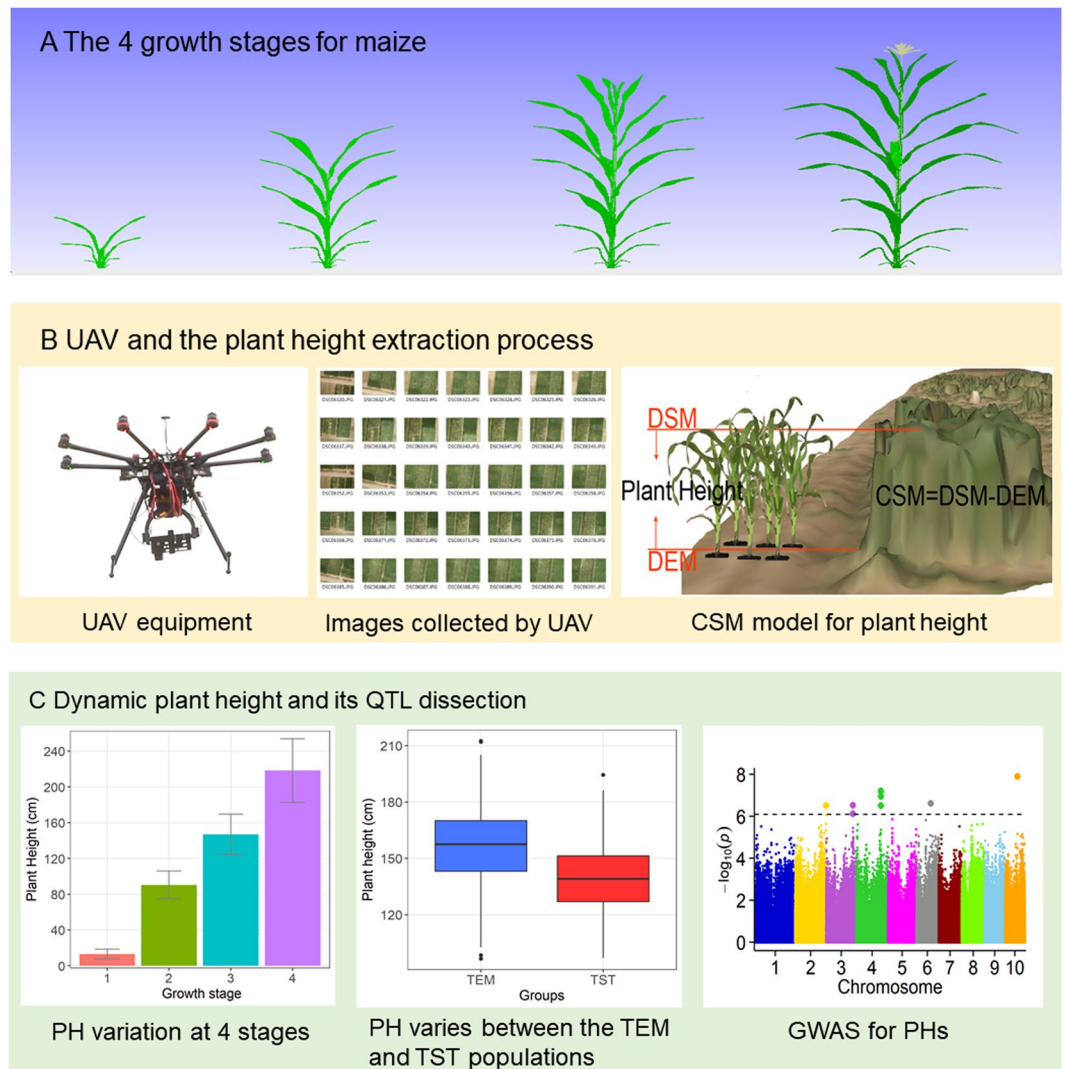 A The 4 growth stages for maize
B UAV and the plant height extraction process
DSM
Plant Height
CSM=DSM-DEM
DEM
UAV equipment
Images collected by UAV
CSM model for plant height
C Dynamic plant height and its QTL dissection
Plant Height (cm)
240
200
160
120
80
40
0
1 2 3 4
Growth stage
PH variation at 4 stages
Plant height (cm)
210
180
150
120
TEM TST
Groups
PH varies between the TEM
and TST populations
−log10(p)
8
6
4
2
0
1 2 3 4 5 6 7 8 9 10
Chromosome
GWAS for PHs